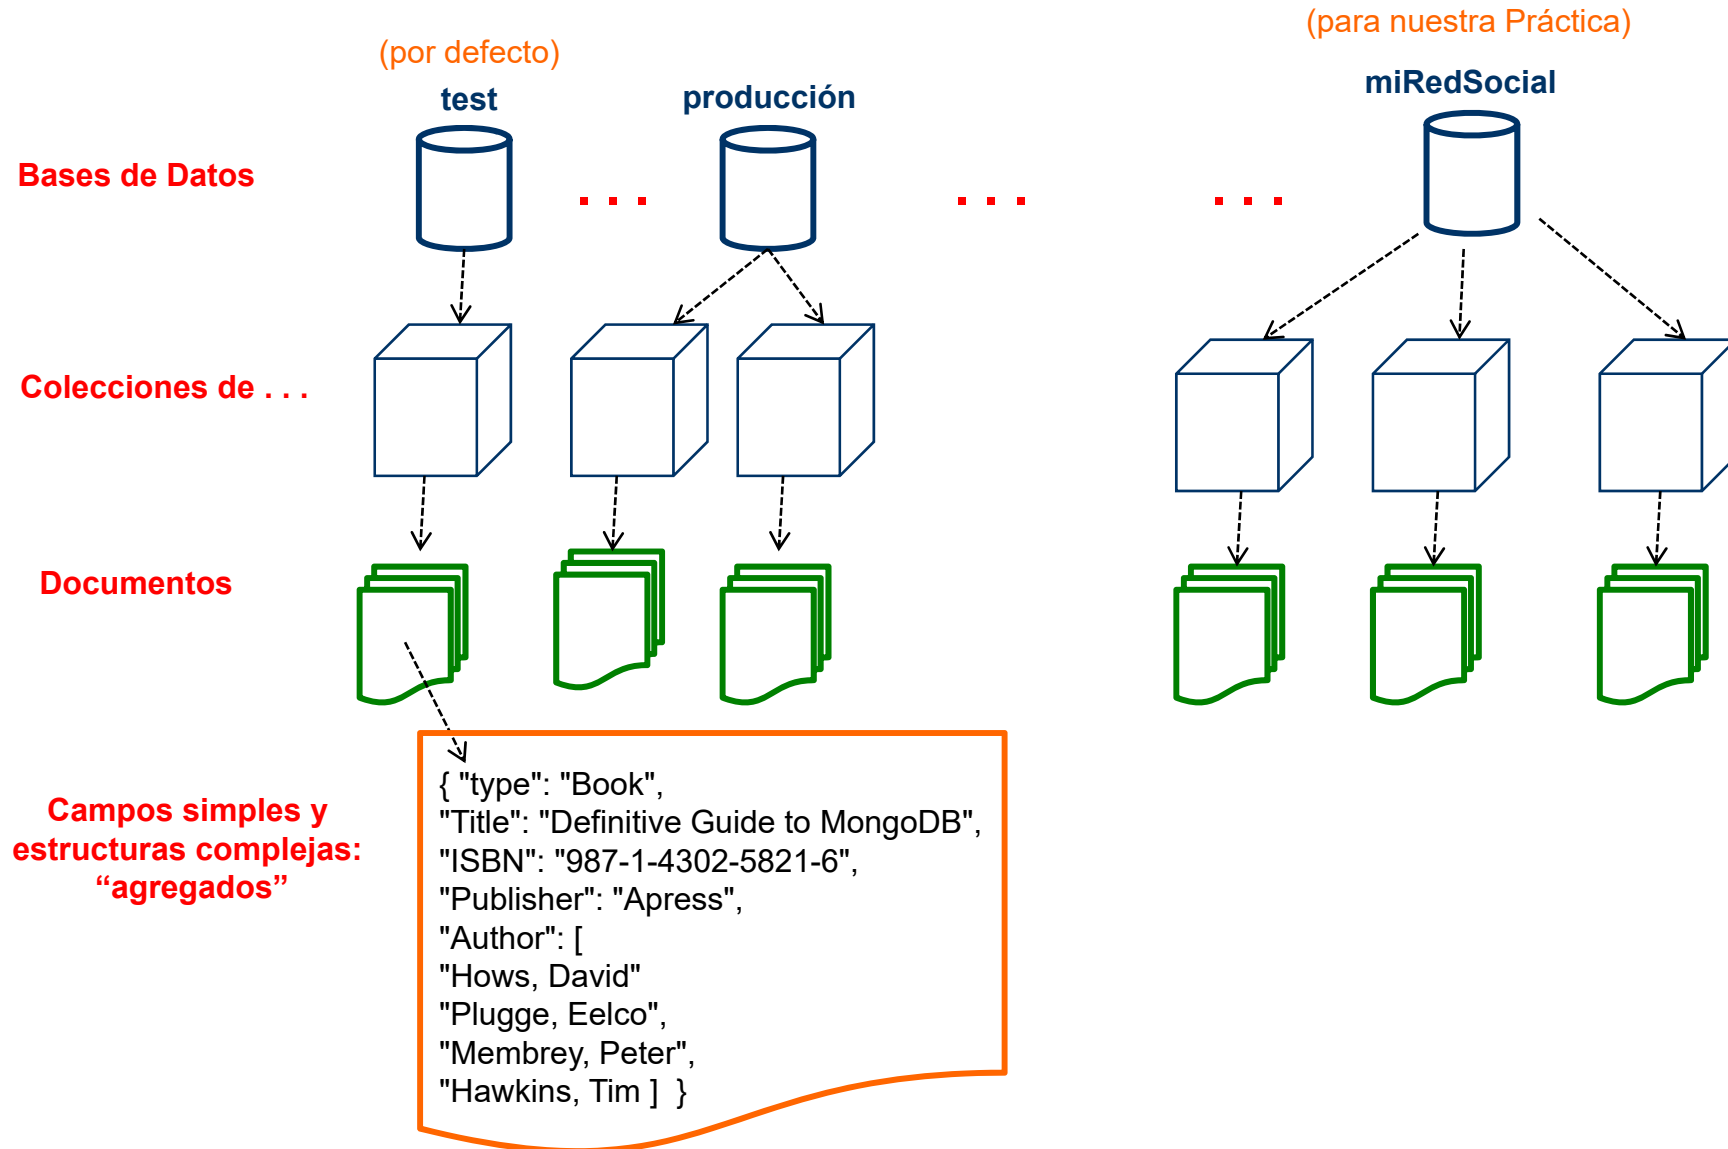 (por defecto)
(para nuestra Práctica)
test
producción
miRedSocial
Bases de Datos
. . .
. . .
. . .
Colecciones de . . .
Documentos
Campos simples y
estructuras complejas:
“agregados”
{ "type": "Book",
"Title": "Definitive Guide to MongoDB",
"ISBN": "987-1-4302-5821-6",
"Publisher": "Apress",
"Author": [
"Hows, David"
"Plugge, Eelco",
"Membrey, Peter",
"Hawkins, Tim ]  }